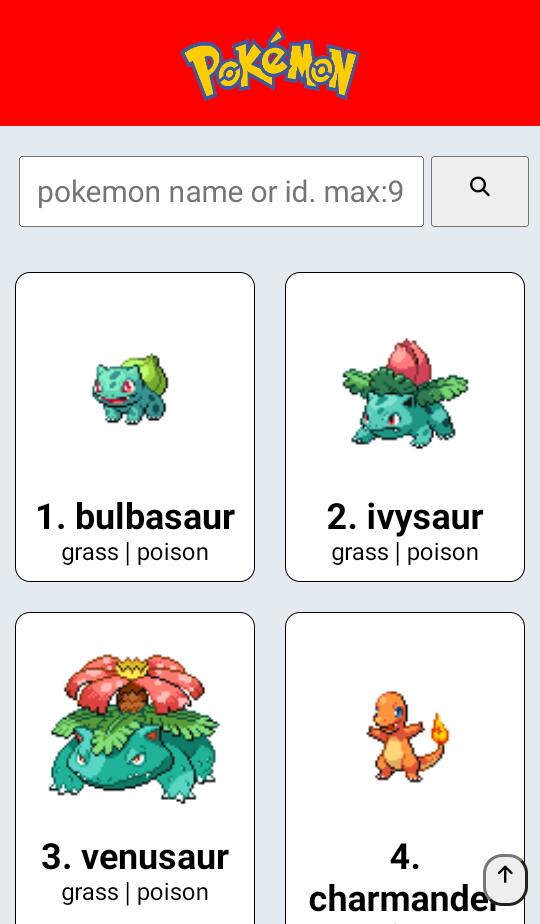 Pokémon
pokemon name or id. max:9
1. bulbasaur
grass | poison
2. ivysaur
grass | poison
3. venusaur
grass | poison
4.
charmander